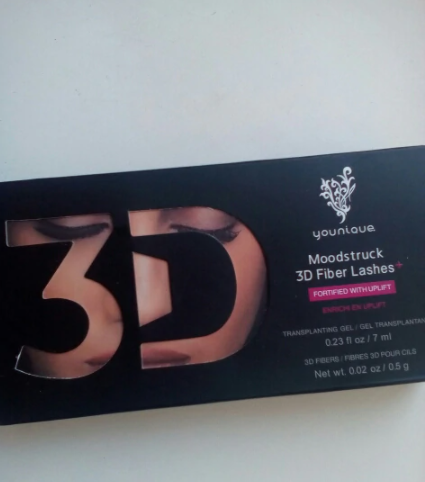 3D
younique
Moodstruck
3D Fiber Lashes+
FORTIFIED WITH UPLIFT
ENRICHI EN UPLIFT
TRANSPLANTING GEL / GEL TRANSPLANTANT
0.23 fl oz / 7 ml
3D FIBERS / FIBRES 3D POUR CILS
Net wt. 0.02 oz / 0.5 g